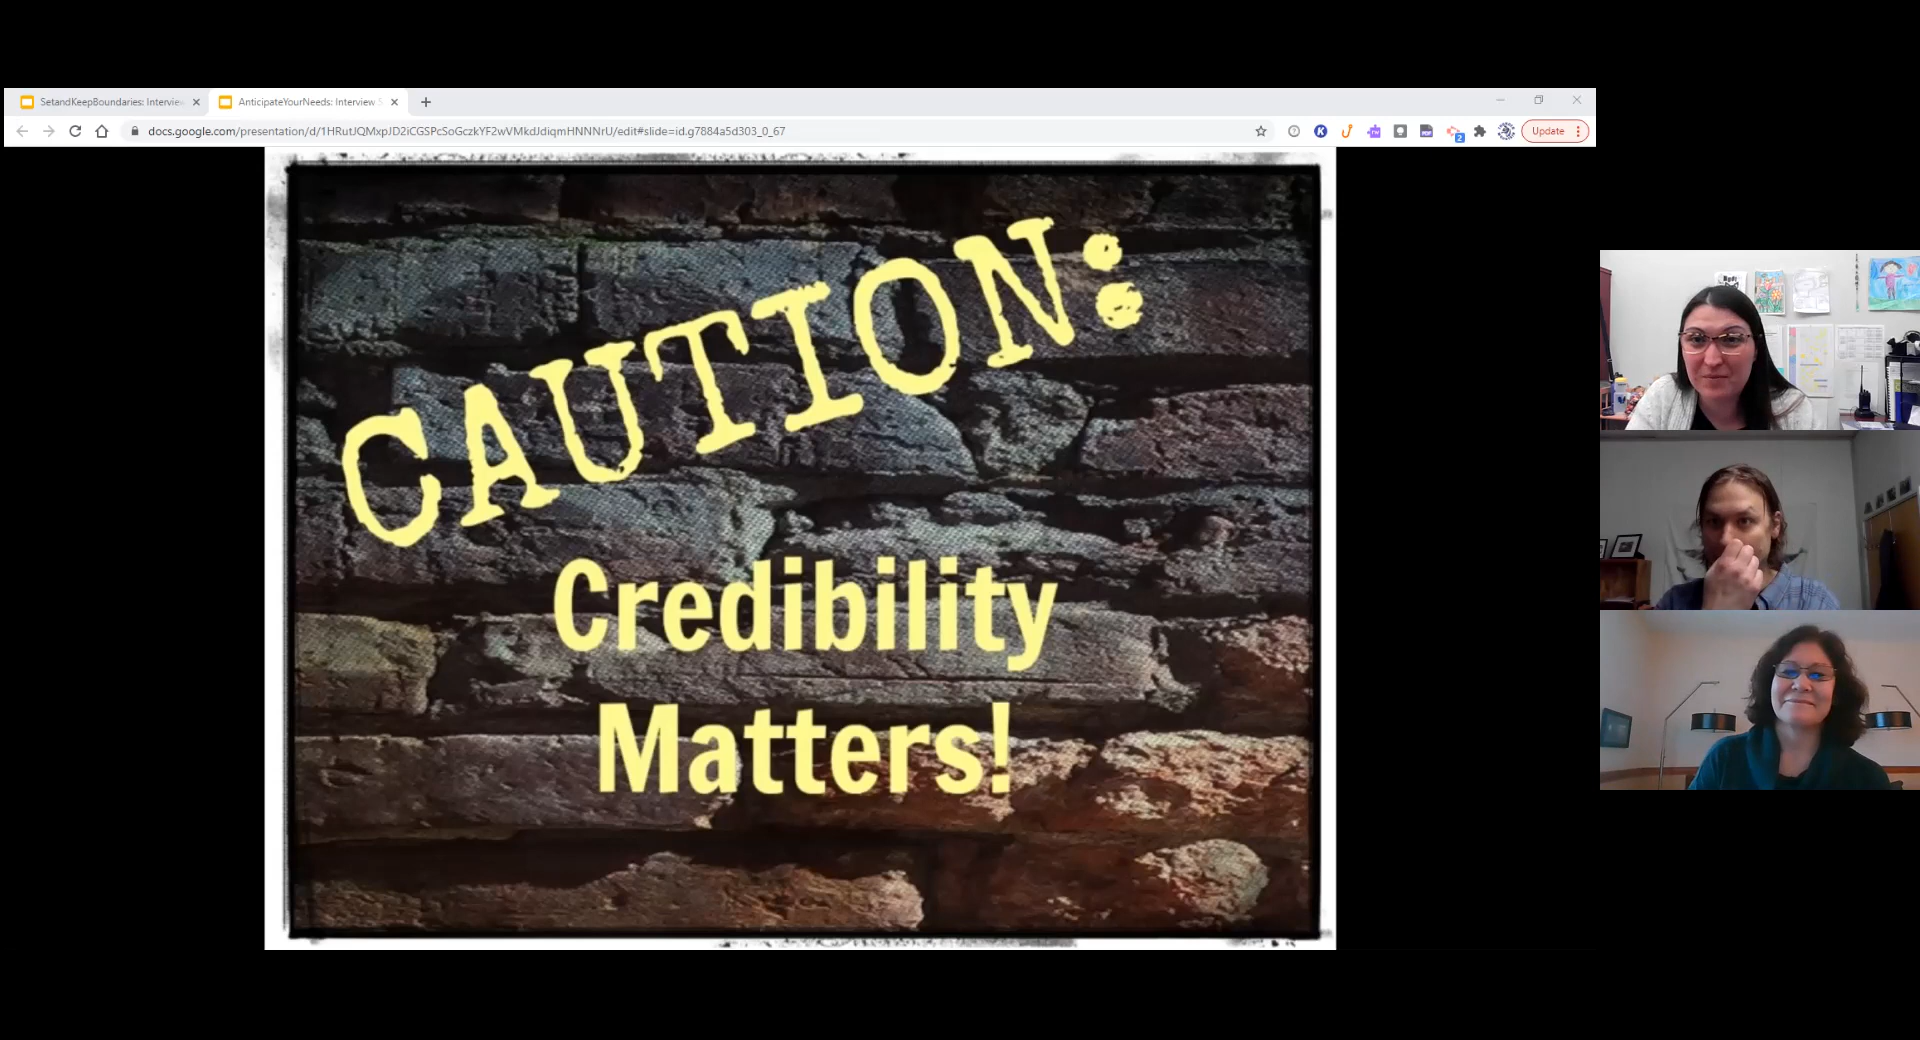 SetandKeepBoundaries: Intervie
AnticipateYourNeeds: Interview S
docs.google.com/presentation/d/1HRutJQMxpJD2iCGSPcSoGczkYF2wVMkdJdiqmHNNNrU/edit#slide=id.g7884a5d303_0_67
Update
CAUTION:
Credibility
Matters!